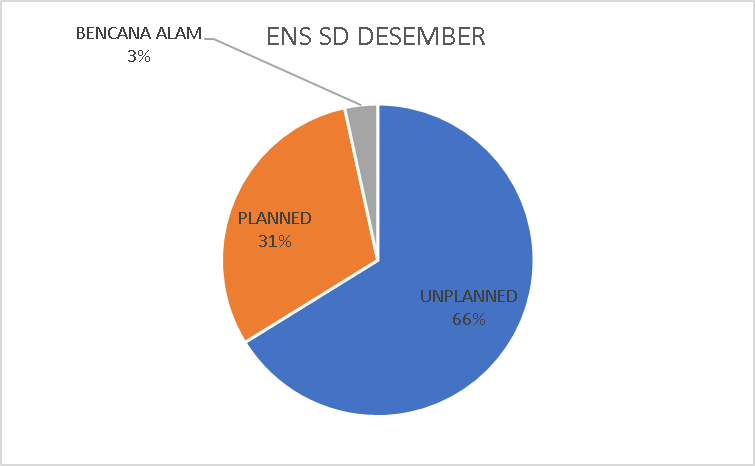 ENS SD DESEMBER
BENCANA ALAM
3%
PLANNED
31%
UNPLANNED
66%